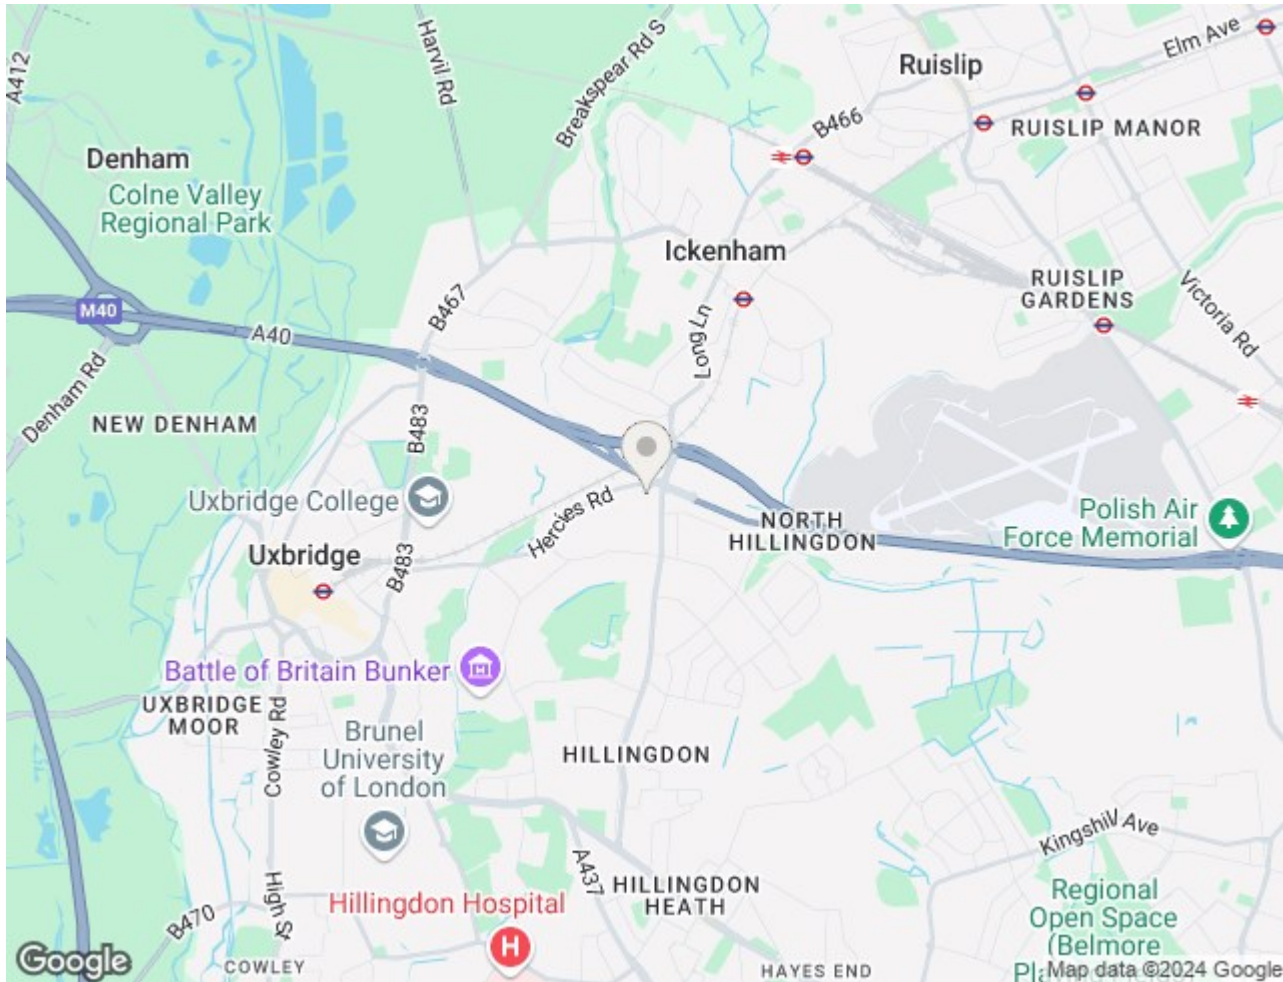 A412
Harvil Rd
Breakspear Rd S
Elm Ave
Ruislip
B466
RUISLIP MANOR
Denham
Colne Valley
Regional Park
Ickenham
RUISLIP
GARDENS
Victoria Rd
M40
A40
B467
Long Ln
Denham Rd
NEW DENHAM
B483
Uxbridge College
Hercies Rd
NORTH
HILLINGDON
Polish Air
Force Memorial
Uxbridge
B483
Battle of Britain Bunker
UXBRIDGE
MOOR
Cowley Rd
Brunel
University
of London
HILLINGDON
Kingshill Ave
A437
HILLINGDON
HEATH
High St
B470
Hillingdon Hospital
H
Regional
Open Space
(Belmore
Google
COWLEY
HAYES END
Map data ©2024 Google